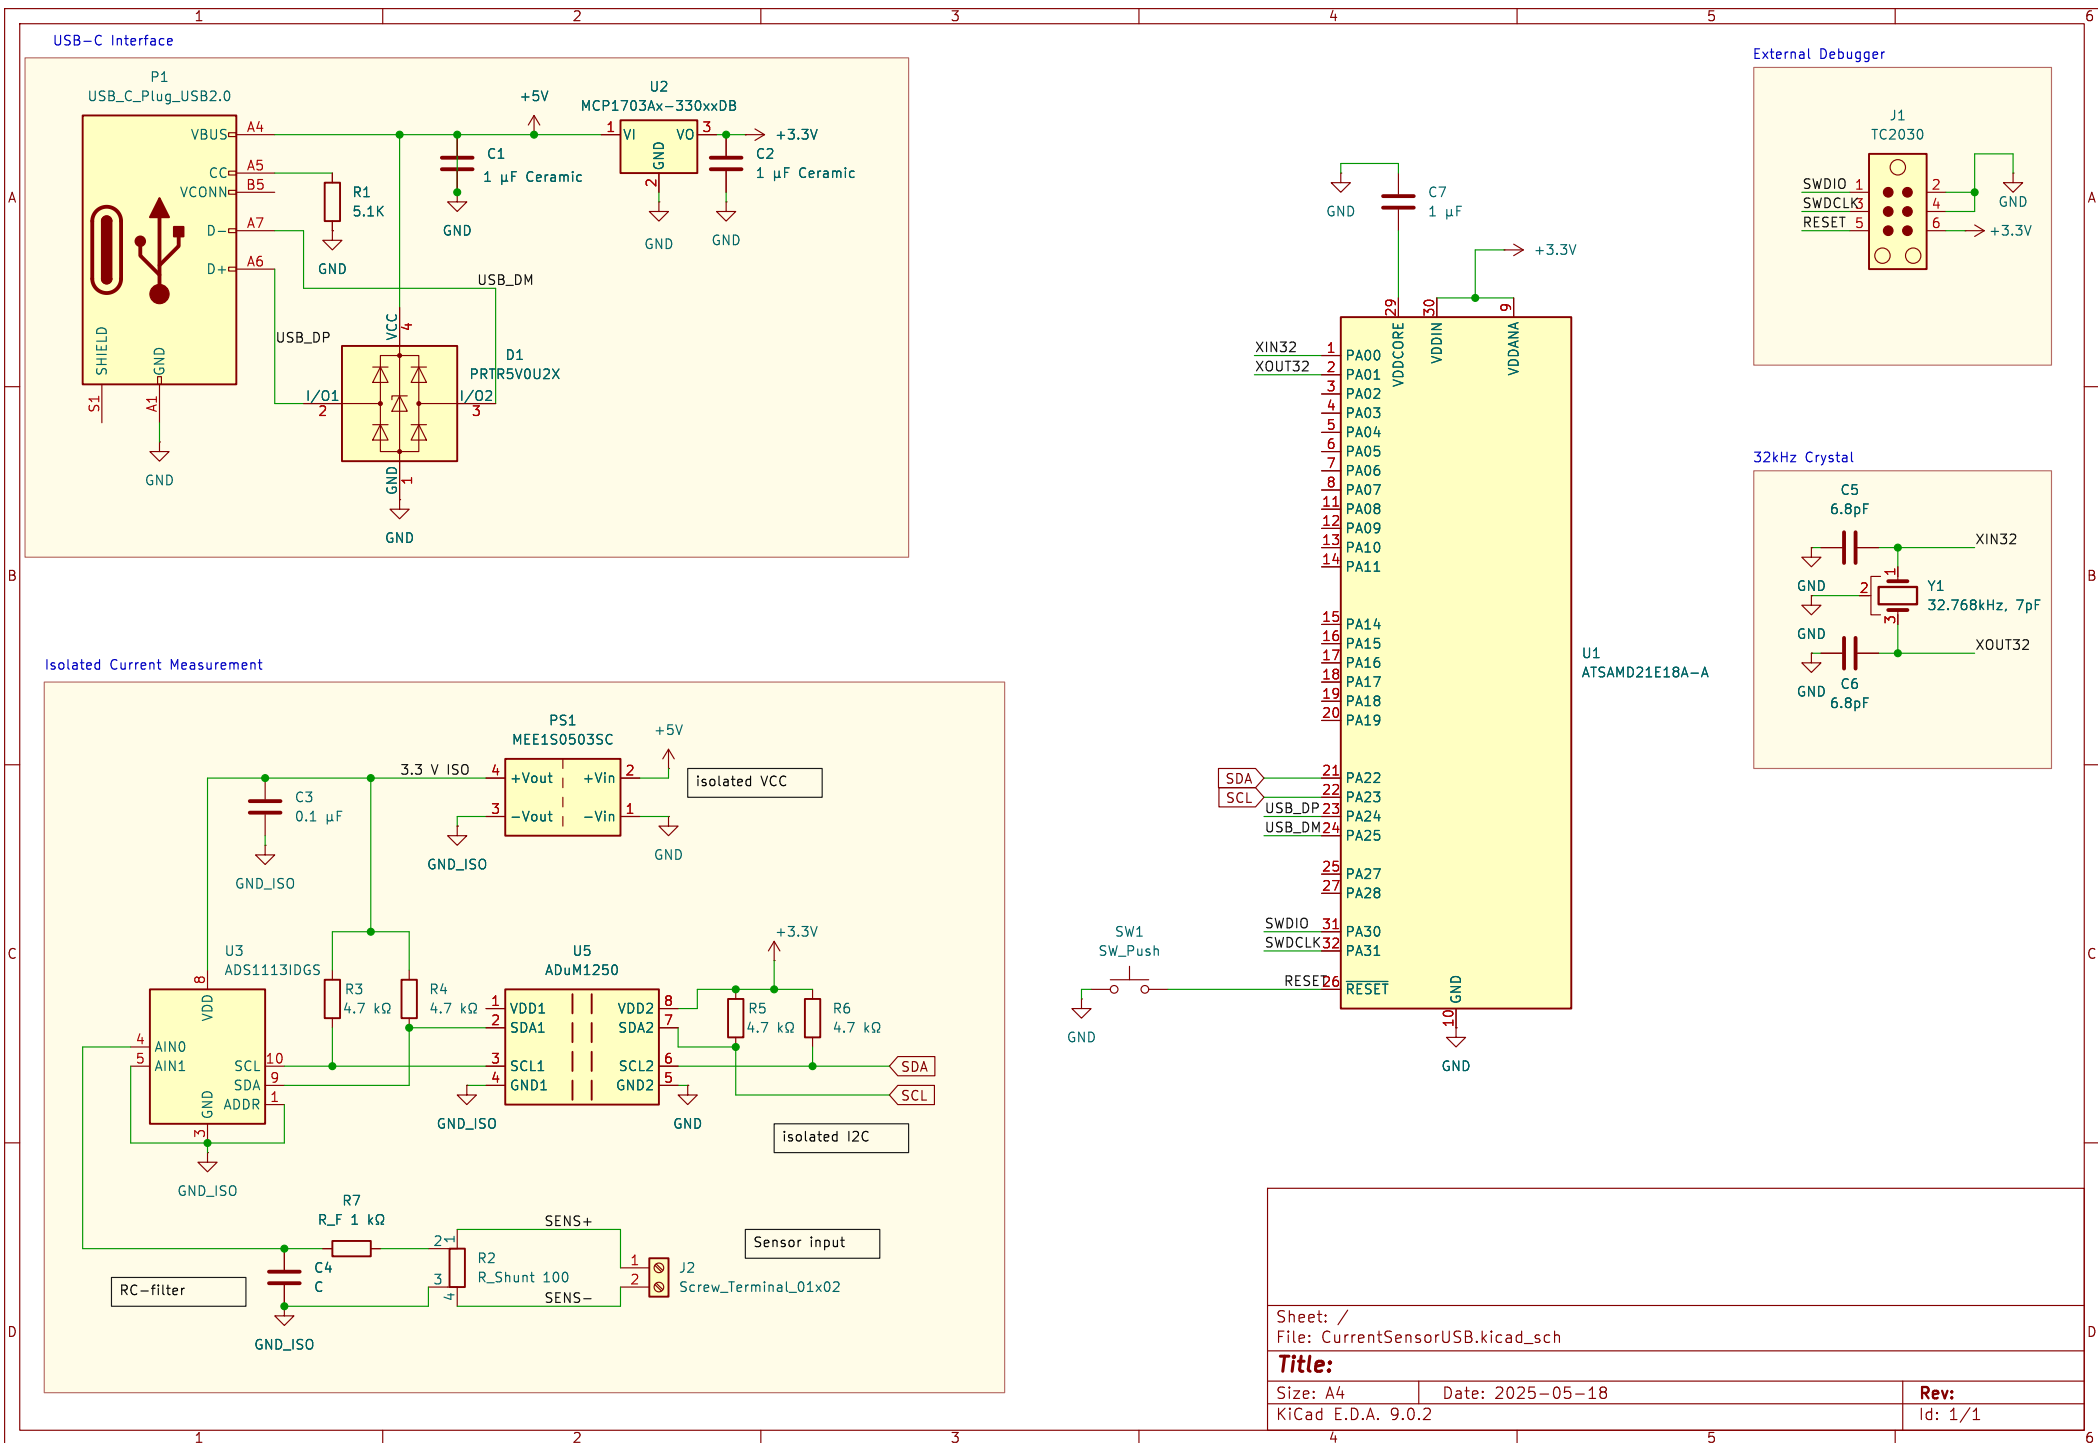 1 2 3 4 5 6
A
B
C
D
A
B
C
D
1 2 3 4 5 6
USB-C Interface
P1
USB_C_Plug_USB2.0
VBUS A4
CC A5
VCONN B5
D- A7
D+ A6
SHIELD
GND
S1
A1
GND
R1
5.1K
GND
C1
1 µF Ceramic
GND
+5V
U2
MCP1703Ax-330xxDB
1 VI VO 3
GND
2
GND
+3.3V
C2
1 µF Ceramic
GND
USB_DM
USB_DP
VCC
4
D1
PRTR5V0U2X
I/O1
2
I/O2
3
GND
1
GND
Isolated Current Measurement
PS1
MEE1S0503SC
3.3 V ISO
4 +Vout +Vin 2
3 -Vout -Vin 1
+5V
isolated VCC
GND_ISO
GND
C3
0.1 µF
GND_ISO
U3
ADS1113IDGS
8
VDD
4 AIN0
5 AIN1
SCL 10
SDA 9
ADDR 1
GND
3
GND_ISO
R3
4.7 kΩ
R4
4.7 kΩ
U5
ADuM1250
1 VDD1 VDD2 8
2 SDA1 SDA2 7
3 SCL1 SCL2 6
4 GND1 GND2 5
GND_ISO
GND
+3.3V
R5
4.7 kΩ
R6
4.7 kΩ
SDA
SCL
isolated I2C
R7
R_F 1 kΩ
C4
C
RC-filter
GND_ISO
2 1
3
4
R2
R_Shunt 100
SENS+
SENS-
1
2
J2
Screw_Terminal_01x02
Sensor input
GND
C7
1 µF
+3.3V
29
VDDCORE
30
VDDIN
9
VDDANA
XIN32 1 PA00
XOUT32 2 PA01
3 PA02
4 PA03
5 PA04
6 PA05
7 PA06
8 PA07
11 PA08
12 PA09
13 PA10
14 PA11
15 PA14
16 PA15
17 PA16
18 PA17
19 PA18
20 PA19
SDA 21 PA22
SCL 22 PA23
USB_DP 23 PA24
USB_DM 24 PA25
25 PA27
27 PA28
SWDIO 31 PA30
SWDCLK 32 PA31
RESET 26 RESET
GND
10
GND
U1
ATSAMD21E18A-A
SW1
SW_Push
GND
External Debugger
J1
TC2030
SWDIO 1 2
SWDCLK 3 4
RESET 5 6
GND
+3.3V
32kHz Crystal
C5
6.8pF
XIN32
GND
1
2
3
Y1
32.768kHz, 7pF
GND
XOUT32
GND
C6
6.8pF
Sheet: /
File: CurrentSensorUSB.kicad_sch
Title:
Size: A4 Date: 2025-05-18 Rev:
KiCad E.D.A. 9.0.2 Id: 1/1